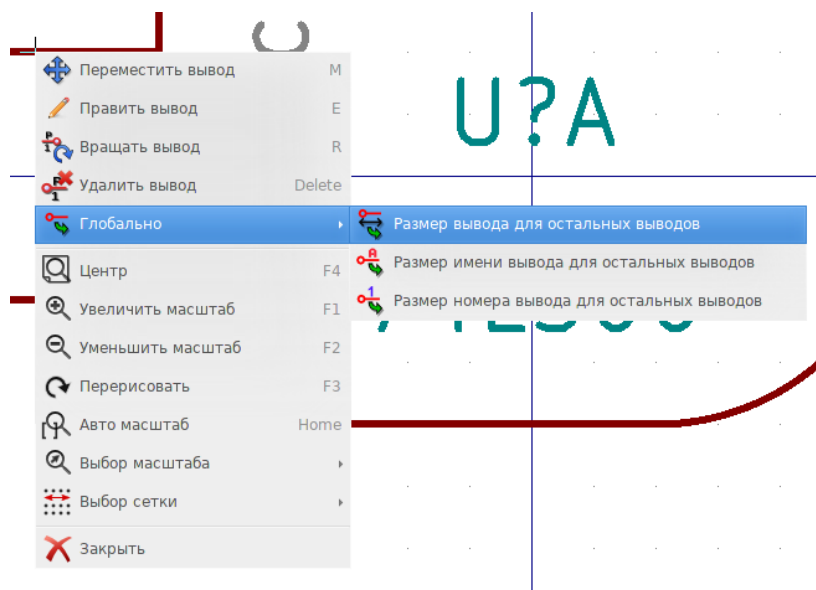 U?A
Переместить вывод M
Править вывод E
Вращать вывод R
Удалить вывод Delete
Глобально
Размер вывода для остальных выводов
Размер имени вывода для остальных выводов
Размер номера вывода для остальных выводов
Центр F4
Увеличить масштаб F1
Уменьшить масштаб F2
Перерисовать F3
Авто масштаб Home
Выбор масштаба
Выбор сетки
Закрыть